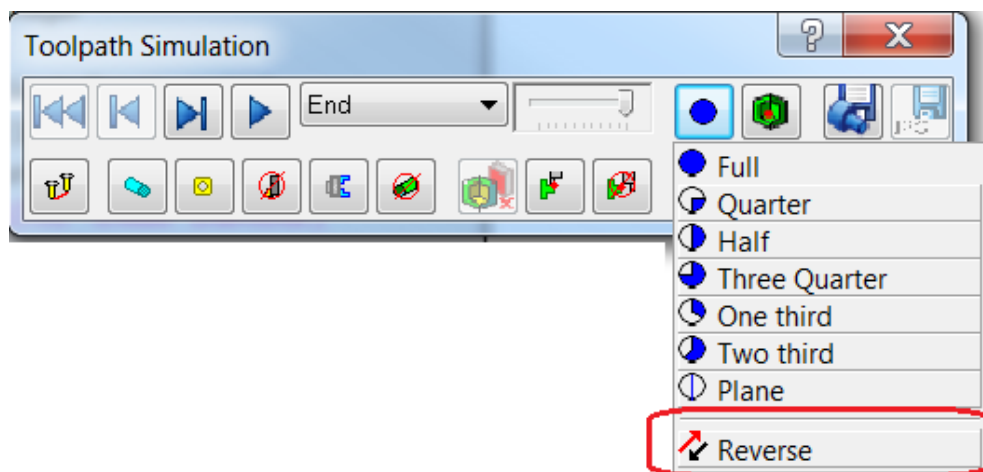 Toolpath Simulation
End
Full
Quarter
Half
Three Quarter
One third
Two third
Plane
Reverse